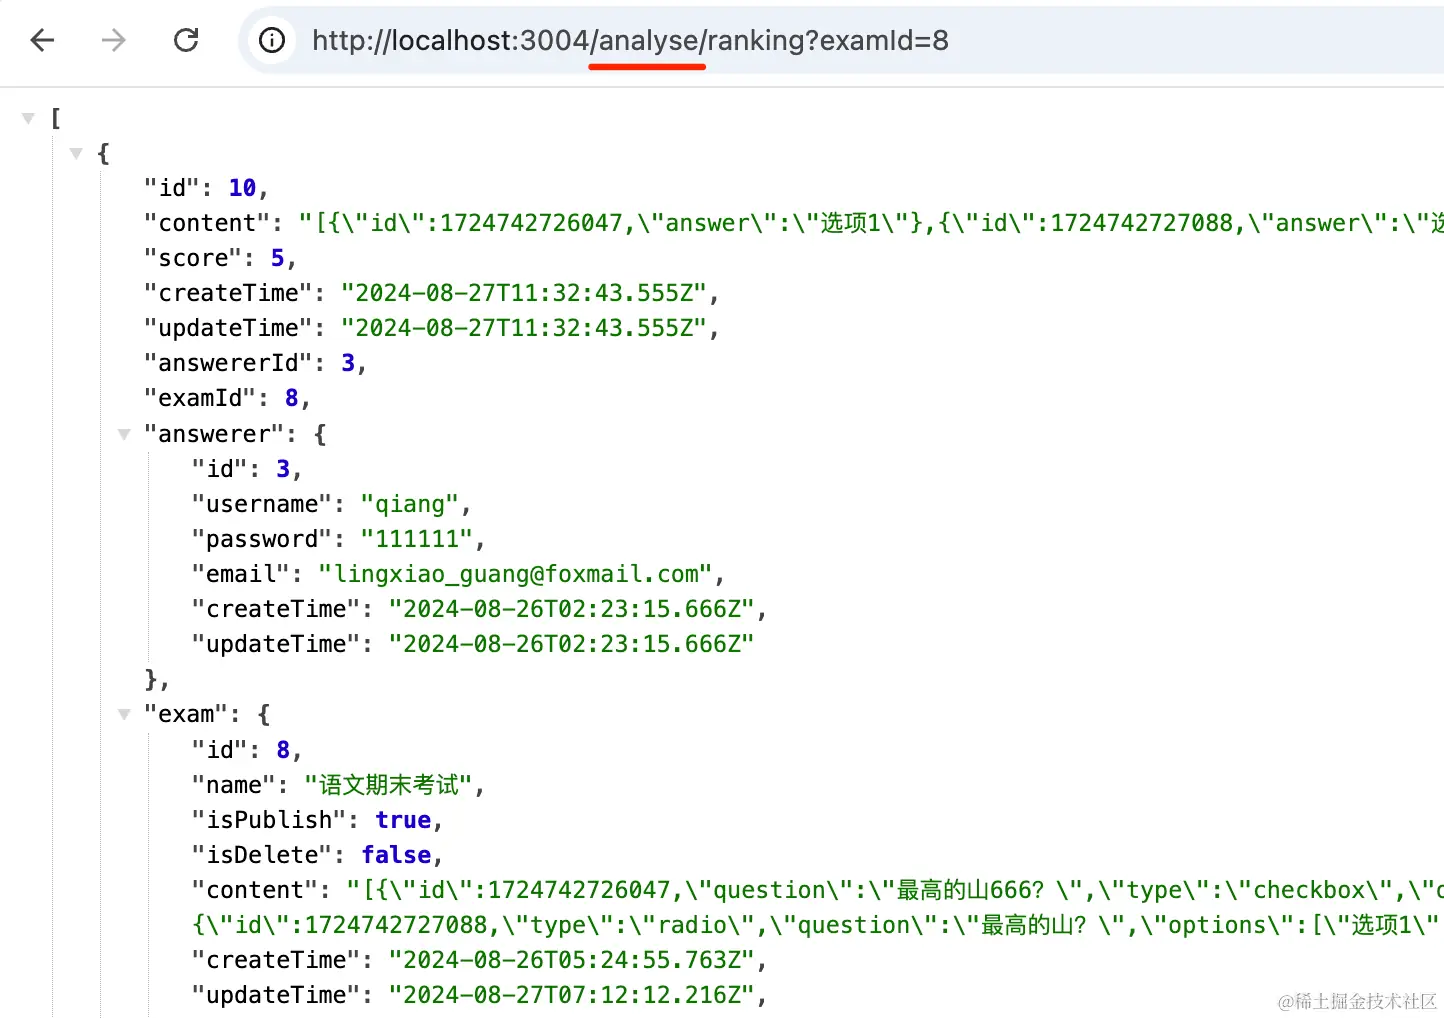 http://localhost:3004/analyse/ranking?examId=8
[
{
"id": 10,
"content": "[{\"id\":1724742726047,\"answer\":\"选项1\"},{\"id\":1724742727088,\"answer\":\"选
"score": 5,
"createTime": "2024-08-27T11:32:43.555Z",
"updateTime": "2024-08-27T11:32:43.555Z",
"answererId": 3,
"examId": 8,
"answerer": {
"id": 3,
"username": "qiang",
"password": "111111",
"email": "lingxiao_guang@foxmail.com",
"createTime": "2024-08-26T02:23:15.666Z",
"updateTime": "2024-08-26T02:23:15.666Z"
},
"exam": {
"id": 8,
"name": "语文期末考试",
"isPublish": true,
"isDelete": false,
"content": "[{\"id\":1724742726047,\"question\":\"最高的山666？\",\"type\":\"checkbox\",\"
{\"id\":1724742727088,\"type\":\"radio\",\"question\":\"最高的山？\",\"options\":[\"选项1\"
"createTime": "2024-08-26T05:24:55.763Z",
"updateTime": "2024-08-27T07:12:12.216Z",
@稀土掘金技术社区